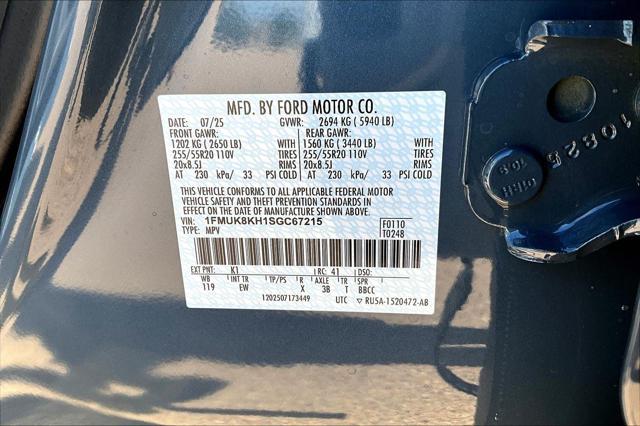 MFD. BY FORD MOTOR CO.
DATE: 07/25 GVWR: 2694 KG ( 5940 LB)
FRONT GAWR: REAR GAWR:
1202 KG ( 2650 LB) WITH 1560 KG ( 3440 LB) WITH
255/55R20 110V TIRES 255/55R20 110V TIRES
20x8.5J RIMS 20x8.5J RIMS
AT 230 kPa/ 33 PSI COLD AT 230 kPa/ 33 PSI COLD
THIS VEHICLE CONFORMS TO ALL APPLICABLE FEDERAL MOTOR
VEHICLE SAFETY AND THEFT PREVENTION STANDARDS IN
EFFECT ON THE DATE OF MANUFACTURE SHOWN ABOVE.
VIN: 1FMUK8KH1SGC67215 F0110
TYPE: MPV T0248
EXT PNT: K1 RC: 41 DSO:
WB INT TR TP/PS R AXLE TR SPR
119 EW X 3B T BBCC
1202507173449 UTC RU5A-1520472-AB
10825